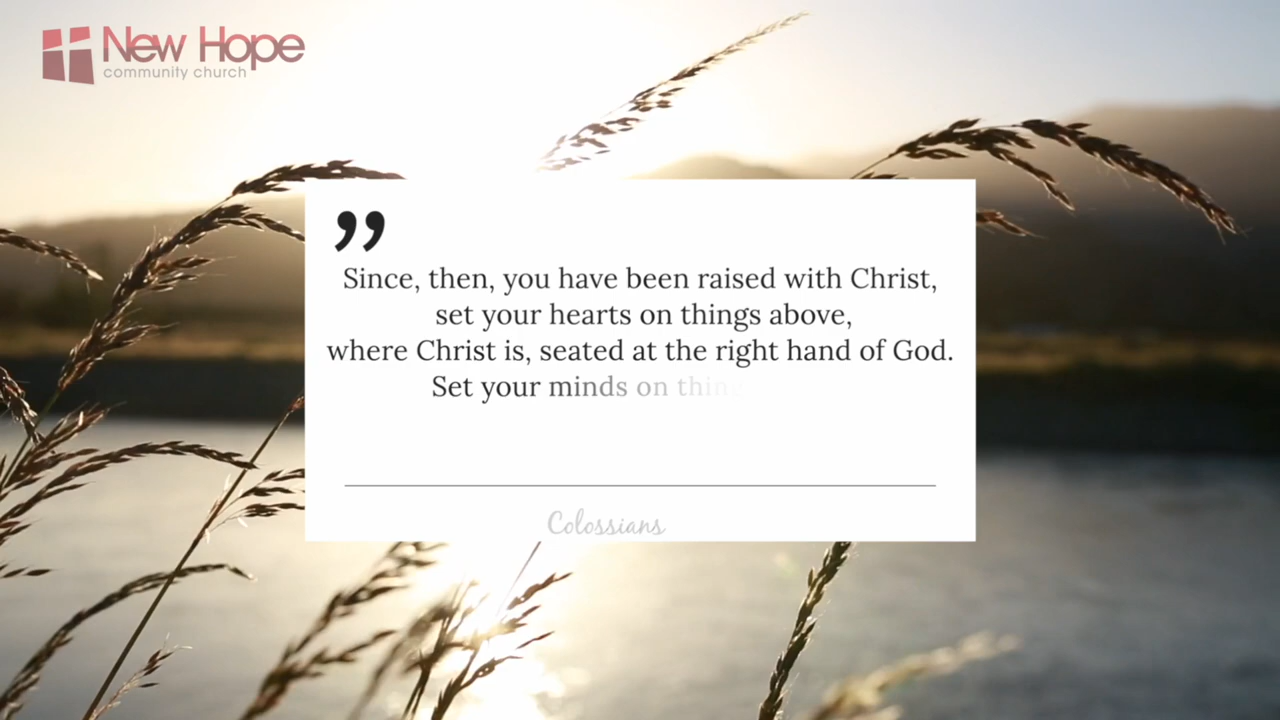 New Hope
community church
”
Since, then, you have been raised with Christ,
set your hearts on things above,
where Christ is, seated at the right hand of God.
Set your minds on thing
Colossians